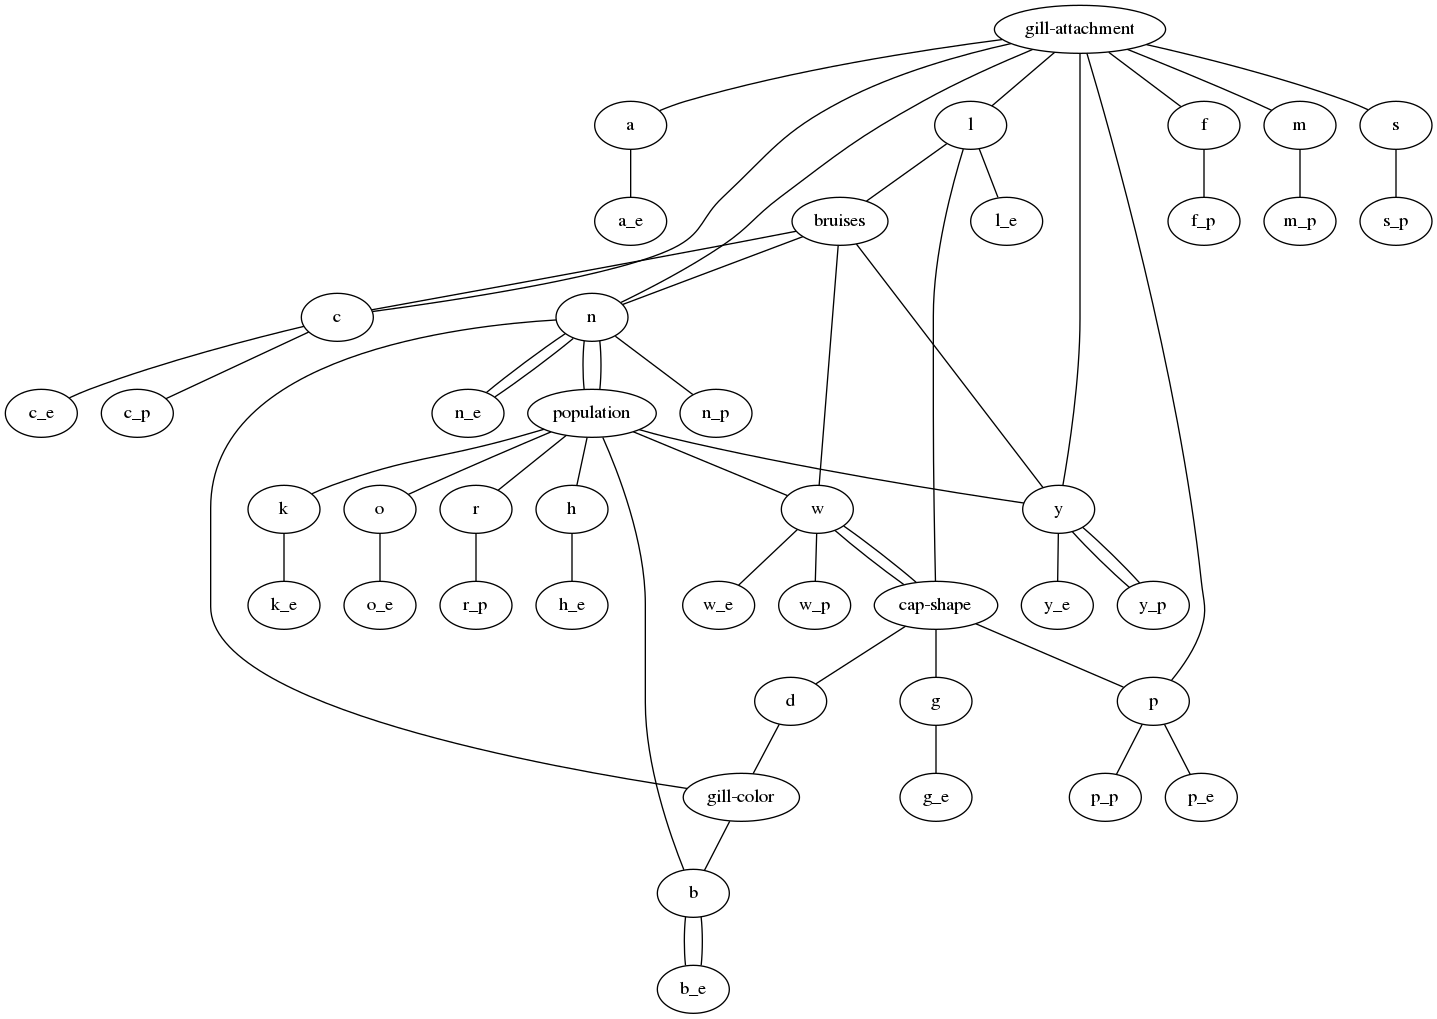 gill-attachment
a
l
f
m
s
a_e
bruises
l_e
f_p
m_p
s_p
c
n
c_e
c_p
n_e
population
n_p
k
o
r
h
w
y
k_e
o_e
r_p
h_e
w_e
w_p
cap-shape
y_e
y_p
d
g
p
gill-color
g_e
p_p
p_e
b
b_e